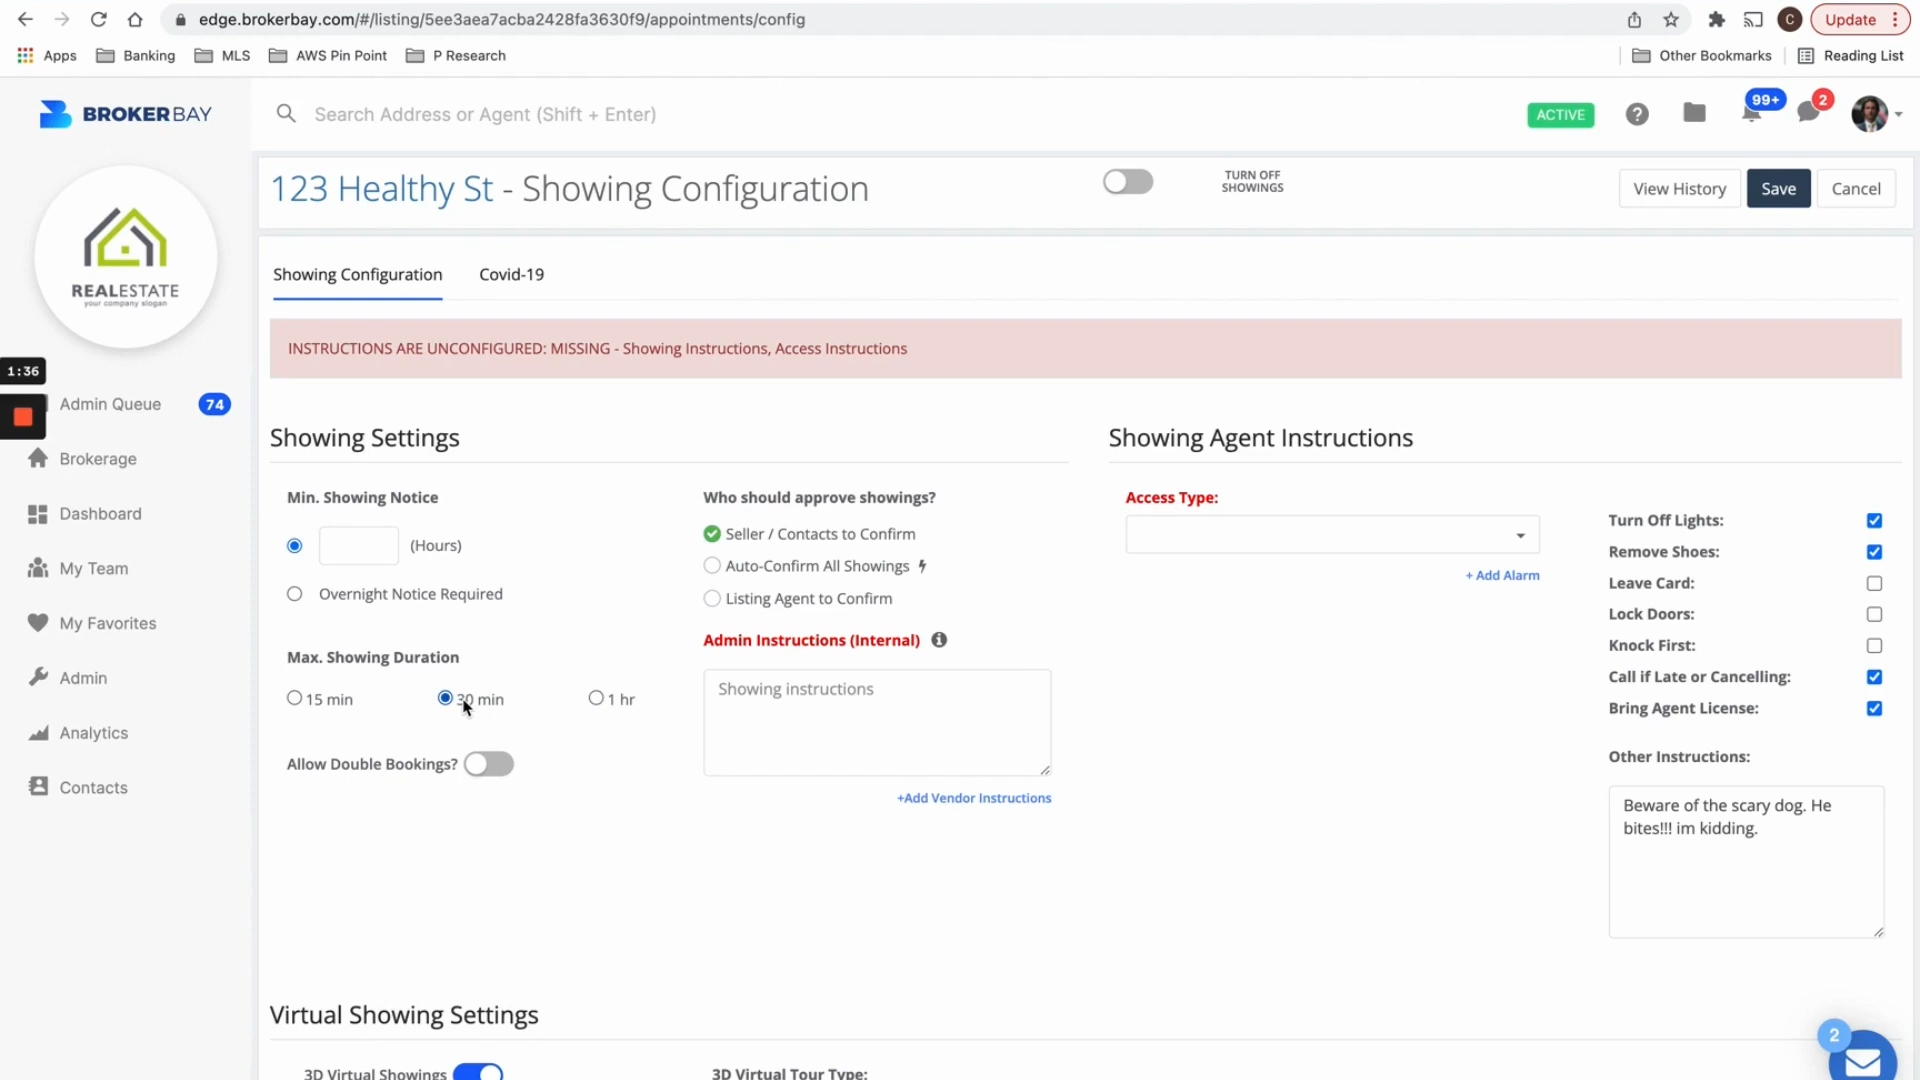 edge.brokerbay.com/#/listing/5ee3aea7acba2428fa3630f9/appointments/config
C
Update
Apps
Banking
MLS
AWS Pin Point
P Research
Other Bookmarks
Reading List
BROKERBAY
Search Address or Agent (Shift + Enter)
ACTIVE
?
99+
2
123 Healthy St - Showing Configuration
TURN OFF
SHOWINGS
View History
Save
Cancel
REALESTATE
your company slogan
Showing Configuration
Covid-19
INSTRUCTIONS ARE UNCONFIGURED: MISSING - Showing Instructions, Access Instructions
1:36
Admin Queue
74
Brokerage
Dashboard
My Team
My Favorites
Admin
Analytics
Contacts
Showing Settings
Min. Showing Notice
(Hours)
Overnight Notice Required
Max. Showing Duration
15 min
30 min
1 hr
Allow Double Bookings?
Who should approve showings?
Seller / Contacts to Confirm
Auto-Confirm All Showings
Listing Agent to Confirm
Admin Instructions (Internal)
Showing instructions
+Add Vendor Instructions
Showing Agent Instructions
Access Type:
+ Add Alarm
Turn Off Lights:
Remove Shoes:
Leave Card:
Lock Doors:
Knock First:
Call if Late or Cancelling:
Bring Agent License:
Other Instructions:
Beware of the scary dog. He
bites!!! im kidding.
Virtual Showing Settings
3D Virtual Showings
3D Virtual Tour Type:
2